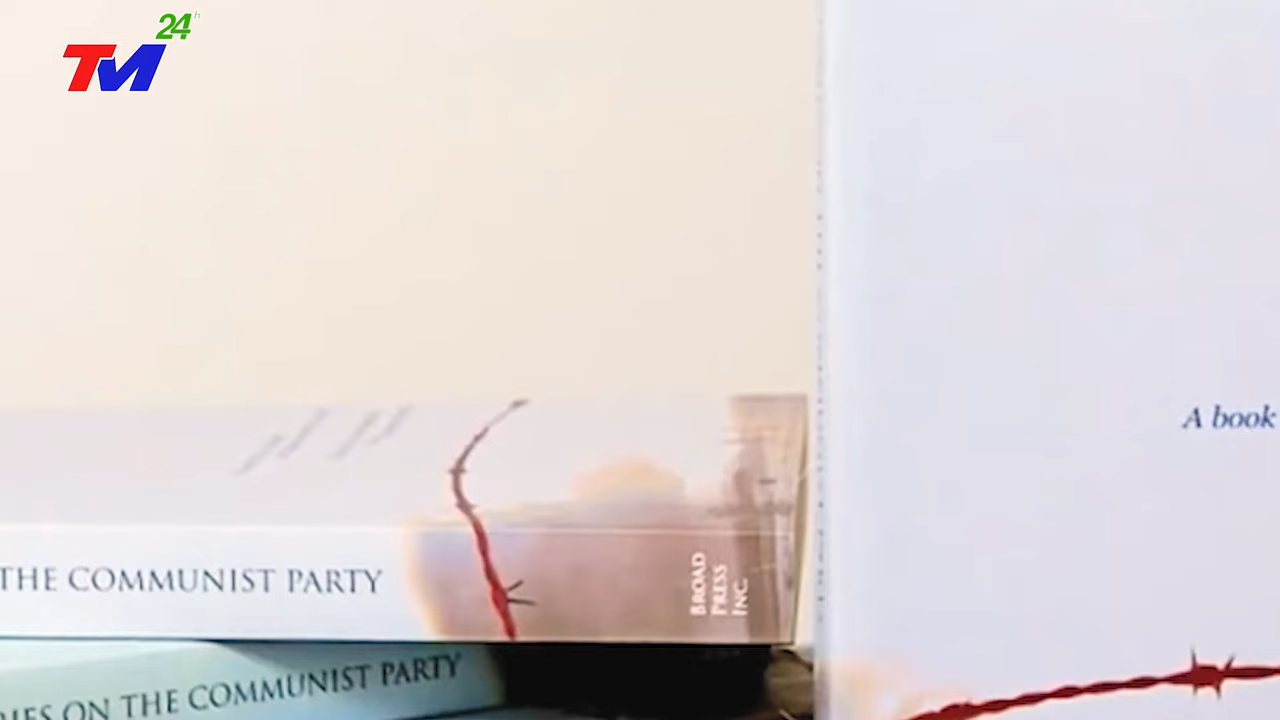 24h
TM
A book
THE COMMUNIST PARTY
BROAD
PRESS
INC.
IES ON THE COMMUNIST PARTY